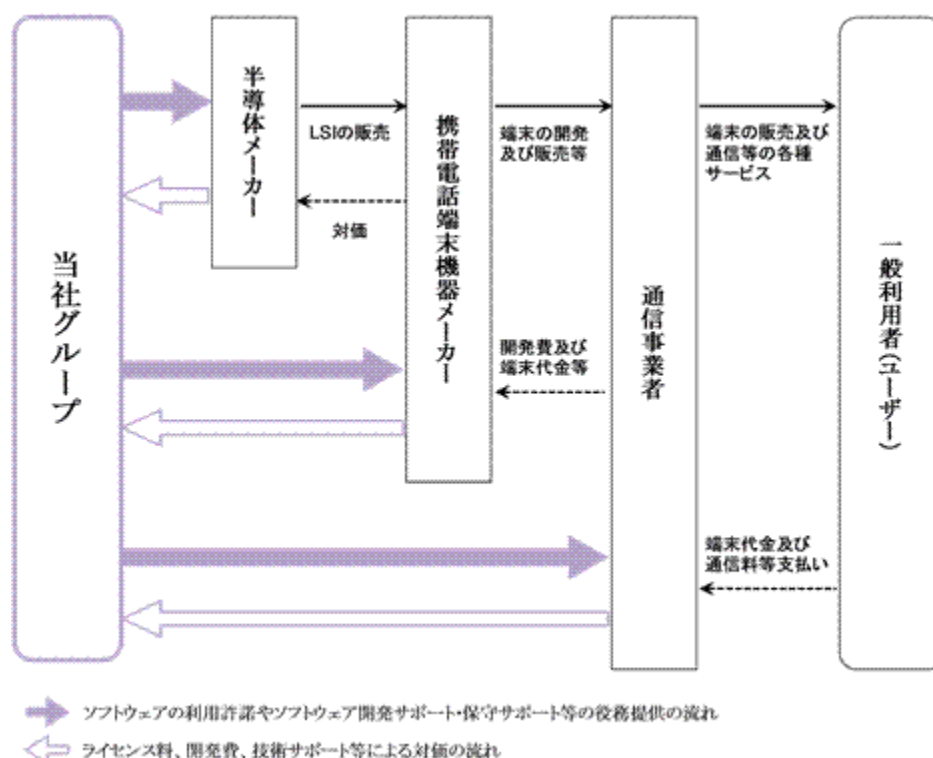 当社グループ
半導体メーカー
LSIの販売
対価
携帯電話端末機器メーカー
端末の開発
及び販売等
開発費及び
端末代金等
通信事業者
端末の販売及び
通信等の各種
サービス
端末代金及び
通信料等支払い
一般利用者(ユーザー)
ソフトウェアの利用許諾やソフトウェア開発サポート・保守サポート等の役務提供の流れ
ライセンス料、開発費、技術サポート等による対価の流れ